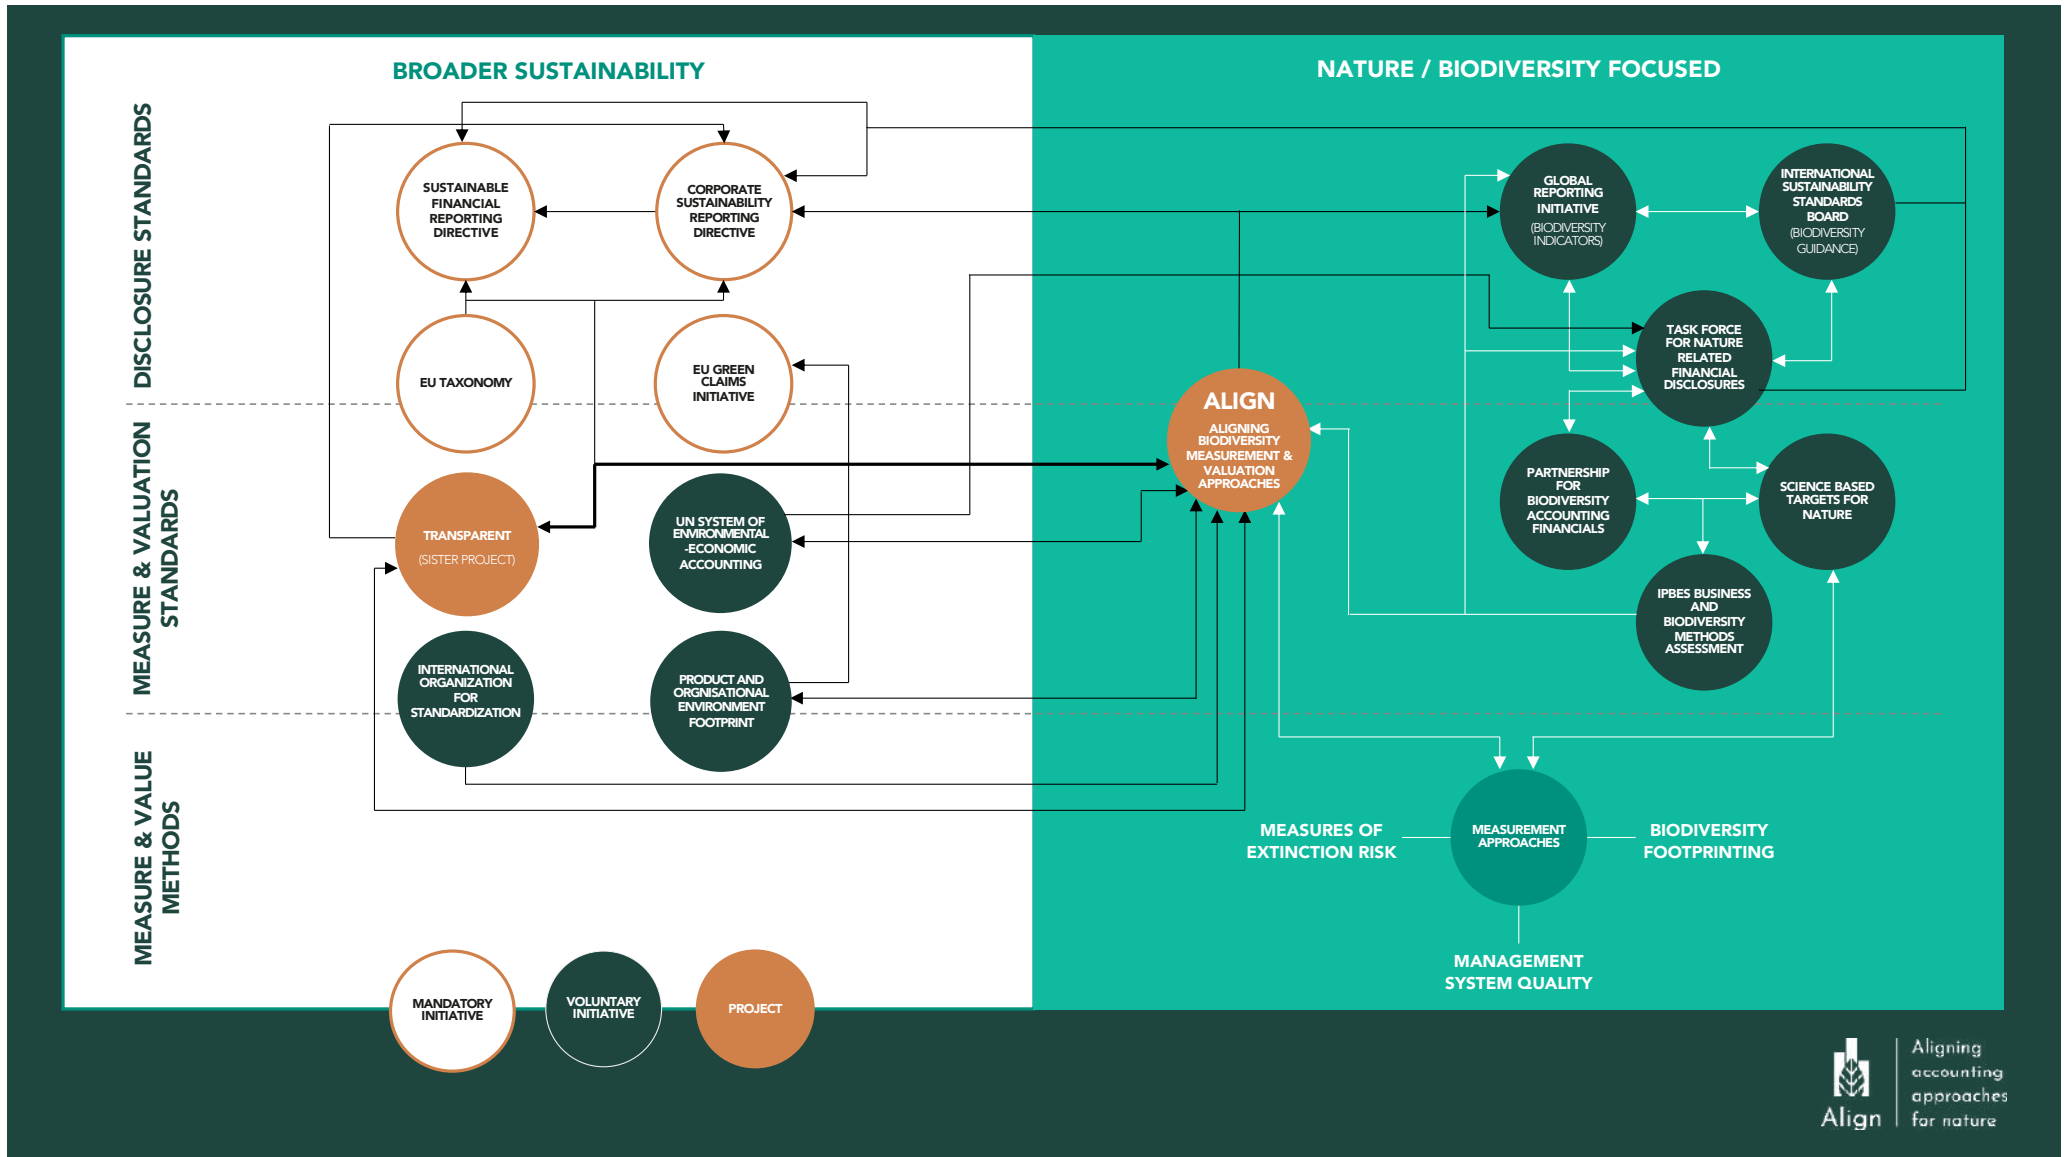 BROADER SUSTAINABILITY
NATURE / BIODIVERSITY FOCUSED
DISCLOSURE STANDARDS
SUSTAINABLE
FINANCIAL
REPORTING
DIRECTIVE
CORPORATE
SUSTAINABILITY
REPORTING
DIRECTIVE
GLOBAL
REPORTING
INITIATIVE
(BIODIVERSITY
INDICATORS)
INTERNATIONAL
SUSTAINABILITY
STANDARDS
BOARD
(BIODIVERSITY
GUIDANCE)
EU TAXONOMY
EU GREEN
CLAIMS
INITIATIVE
TASK FORCE
FOR NATURE
RELATED
FINANCIAL
DISCLOSURES
ALIGN
ALIGNING
BIODIVERSITY
MEASUREMENT &
VALUATION
APPROACHES
MEASURE & VALUATION
STANDARDS
TRANSPARENT
(SISTER PROJECT)
UN SYSTEM OF
ENVIRONMENTAL
-ECONOMIC
ACCOUNTING
PARTNERSHIP
FOR
BIODIVERSITY
ACCOUNTING
FINANCIALS
SCIENCE BASED
TARGETS FOR
NATURE
IPBES BUSINESS
AND
BIODIVERSITY
METHODS
ASSESSMENT
INTERNATIONAL
ORGANIZATION
FOR
STANDARDIZATION
PRODUCT AND
ORGNISATIONAL
ENVIRONMENT
FOOTPRINT
MEASURE & VALUE
METHODS
MEASURES OF
EXTINCTION RISK
MEASUREMENT
APPROACHES
BIODIVERSITY
FOOTPRINTING
MANAGEMENT
SYSTEM QUALITY
MANDATORY
INITIATIVE
VOLUNTARY
INITIATIVE
PROJECT
Align
Aligning
accounting
approaches
for nature